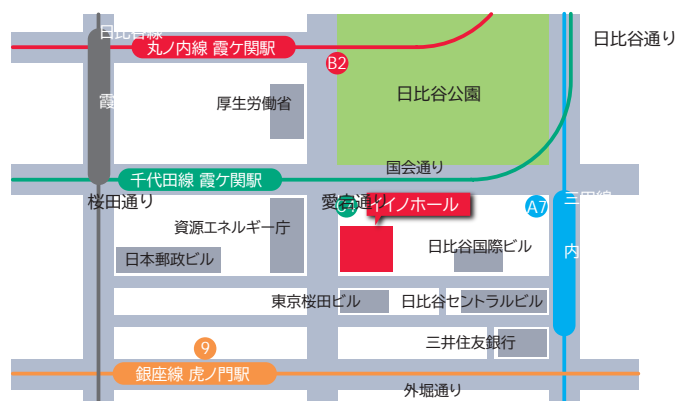 日比谷線
丸ノ内線 霞ケ関駅
日比谷通り
B2
霞
厚生労働省
日比谷公園
国会通り
千代田線 霞ケ関駅
桜田通り
愛宕通り
C4
イイノホール
A7
三田線
資源エネルギー庁
日比谷国際ビル
内
日本郵政ビル
東京桜田ビル
日比谷セントラルビル
三井住友銀行
9
銀座線 虎ノ門駅
外堀通り